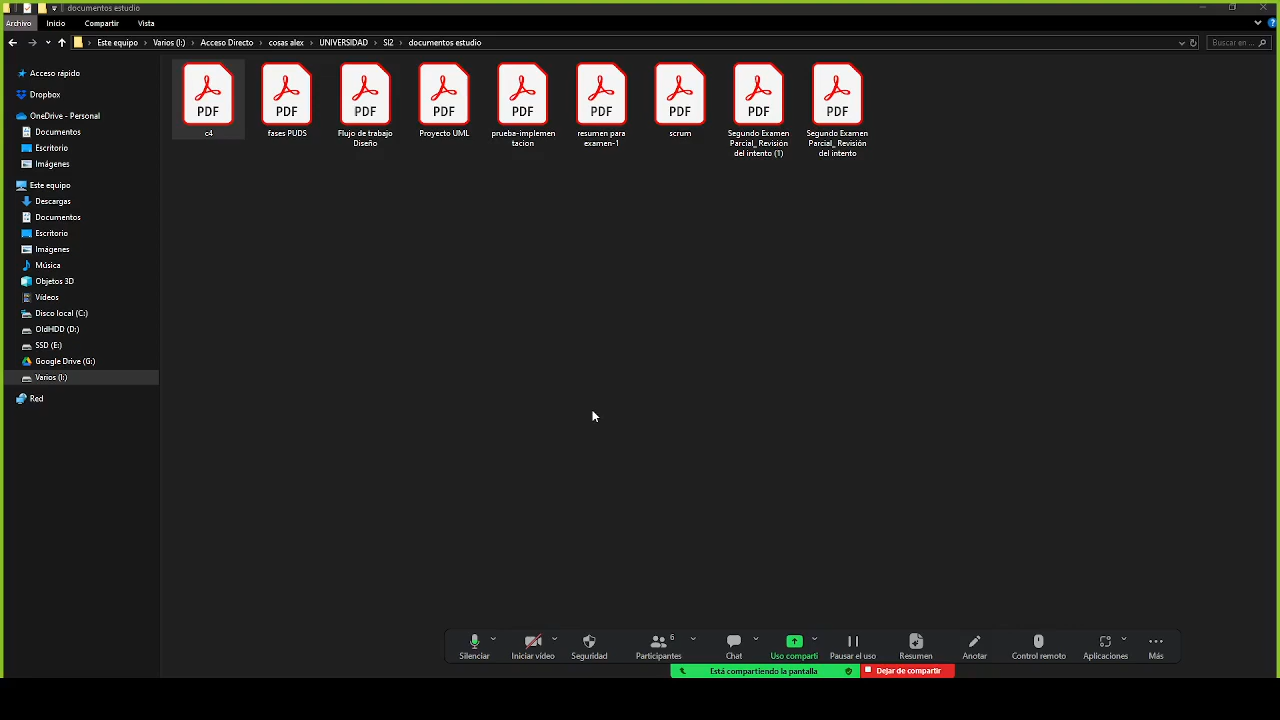 documentos estudio
Archivo Inicio Compartir Vista
Este equipo Varios (I:) Acceso Directo cosas alex UNIVERSIDAD SI2 documentos estudio
Buscar en ...
Acceso rápido
Dropbox
OneDrive - Personal
Documentos
Escritorio
Imágenes
Este equipo
Descargas
Documentos
Escritorio
Imágenes
Música
Objetos 3D
Vídeos
Disco local (C:)
OldHDD (D:)
SSD (E:)
Google Drive (G:)
Varios (I:)
Red
PDF
c4
PDF
fases PUDS
PDF
Flujo de trabajo
Diseño
PDF
Proyecto UML
PDF
prueba-implemen
tacion
PDF
resumen para
examen-1
PDF
scrum
PDF
Segundo Examen
Parcial_ Revisión
del intento (1)
PDF
Segundo Examen
Parcial_ Revisión
del intento
6
Silenciar Iniciar vídeo Seguridad Participantes Chat Uso comparti Pausar el uso Resumen Anotar Control remoto Aplicaciones Más
Está compartiendo la pantalla Dejar de compartir